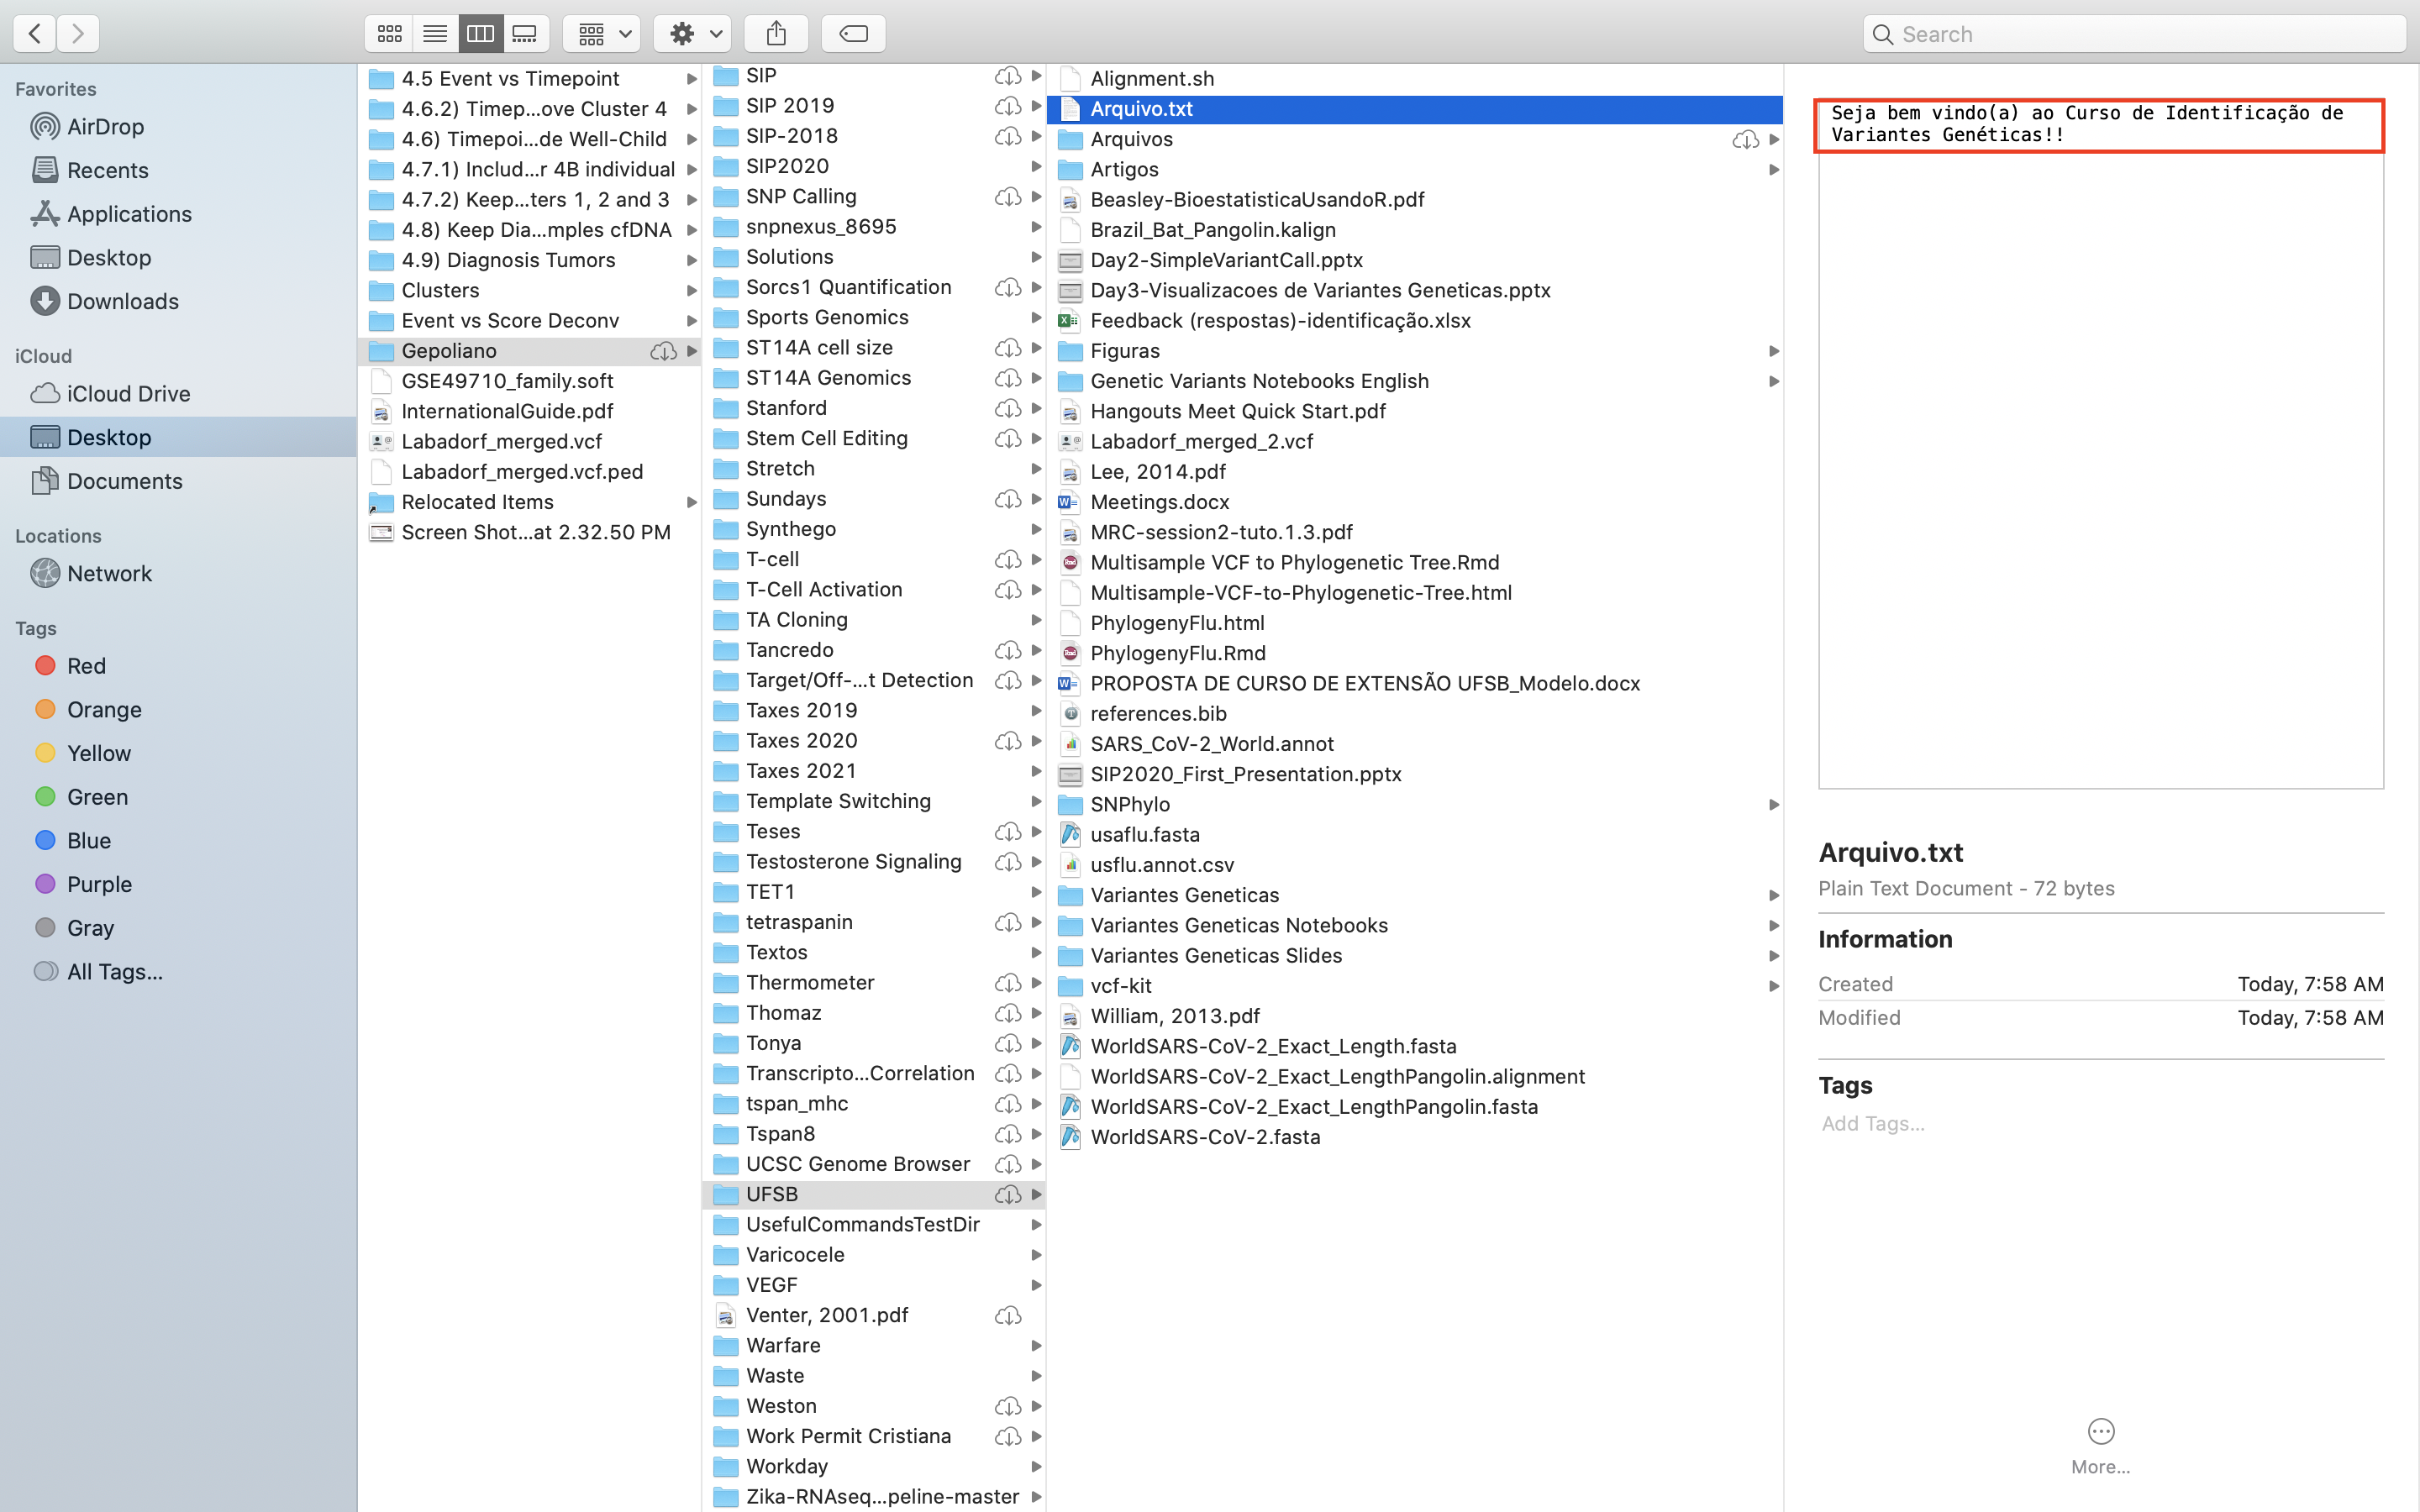 Search
Favorites
AirDrop
Recents
Applications
Desktop
Downloads
iCloud
iCloud Drive
Desktop
Documents
Locations
Network
Tags
Red
Orange
Yellow
Green
Blue
Purple
Gray
All Tags...
4.5 Event vs Timepoint
4.6.2) Timep...ove Cluster 4
4.6) Timepoi...de Well-Child
4.7.1) Includ...r 4B individual
4.7.2) Keep...ters 1, 2 and 3
4.8) Keep Dia...mples cfDNA
4.9) Diagnosis Tumors
Clusters
Event vs Score Deconv
Gepoliano
GSE49710_family.soft
InternationalGuide.pdf
Labadorf_merged.vcf
Labadorf_merged.vcf.ped
Relocated Items
Screen Shot...at 2.32.50 PM
SIP
SIP 2019
SIP-2018
SIP2020
SNP Calling
snpnexus_8695
Solutions
Sorcs1 Quantification
Sports Genomics
ST14A cell size
ST14A Genomics
Stanford
Stem Cell Editing
Stretch
Sundays
Synthego
T-cell
T-Cell Activation
TA Cloning
Tancredo
Target/Off-...t Detection
Taxes 2019
Taxes 2020
Taxes 2021
Template Switching
Teses
Testosterone Signaling
TET1
tetraspanin
Textos
Thermometer
Thomaz
Tonya
Transcripto...Correlation
tspan_mhc
Tspan8
UCSC Genome Browser
UFSB
UsefulCommandsTestDir
Varicocele
VEGF
Venter, 2001.pdf
Warfare
Waste
Weston
Work Permit Cristiana
Workday
Zika-RNAseq...peline-master
Alignment.sh
Arquivo.txt
Arquivos
Artigos
Beasley-BioestatisticaUsandoR.pdf
Brazil_Bat_Pangolin.kalign
Day2-SimpleVariantCall.pptx
Day3-Visualizacoes de Variantes Geneticas.pptx
Feedback (respostas)-identificação.xlsx
Figuras
Genetic Variants Notebooks English
Hangouts Meet Quick Start.pdf
Labadorf_merged_2.vcf
Lee, 2014.pdf
Meetings.docx
MRC-session2-tuto.1.3.pdf
Multisample VCF to Phylogenetic Tree.Rmd
Multisample-VCF-to-Phylogenetic-Tree.html
PhylogenyFlu.html
PhylogenyFlu.Rmd
PROPOSTA DE CURSO DE EXTENSÃO UFSB_Modelo.docx
references.bib
SARS_CoV-2_World.annot
SIP2020_First_Presentation.pptx
SNPhylo
usaflu.fasta
usflu.annot.csv
Variantes Geneticas
Variantes Geneticas Notebooks
Variantes Geneticas Slides
vcf-kit
William, 2013.pdf
WorldSARS-CoV-2_Exact_Length.fasta
WorldSARS-CoV-2_Exact_LengthPangolin.alignment
WorldSARS-CoV-2_Exact_LengthPangolin.fasta
WorldSARS-CoV-2.fasta
Seja bem vindo(a) ao Curso de Identificação de
Variantes Genéticas!!
Arquivo.txt
Plain Text Document - 72 bytes
Information
Created Today, 7:58 AM
Modified Today, 7:58 AM
Tags
Add Tags...
More...